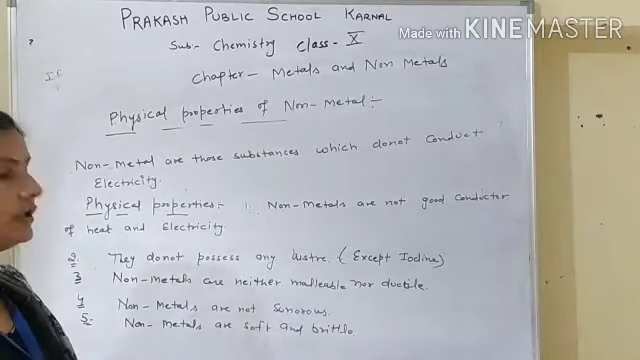 PRAKASH PUBLIC SCHOOL KARNAL
Made with KINEMASTER
Sub:- Chemistry Class- X
Chapter- Metals and Non Metals
Physical properties of Non-Metal:-
Non-Metal are those substances which donot conduct
Electricity.
Physical properties:- 1. Non-Metals are not good conductor
of heat and Electricity.
2. They donot possess any lustre. (Except Iodine)
3 Non-metals are neither malleable nor ductile.
4 Non-Metals are not Sonorous.
5. Non-Metals are soft and brittle